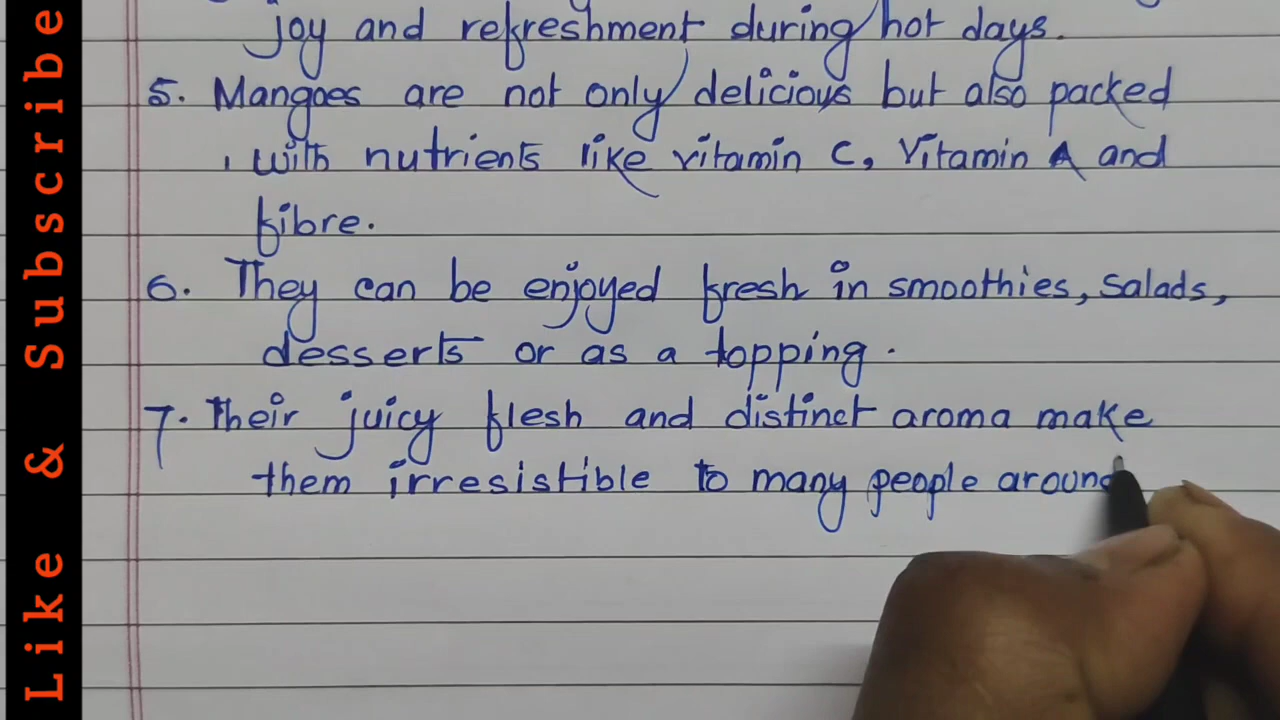 Like & Subscribe
joy and refreshment during hot days.
5. Mangoes are not only delicious but also packed
with nutrients like vitamin C, Vitamin A and
fibre.
6. They can be enjoyed fresh in smoothies, salads,
desserts or as a topping.
7. Their juicy flesh and distinct aroma make
them irresistible to many people around